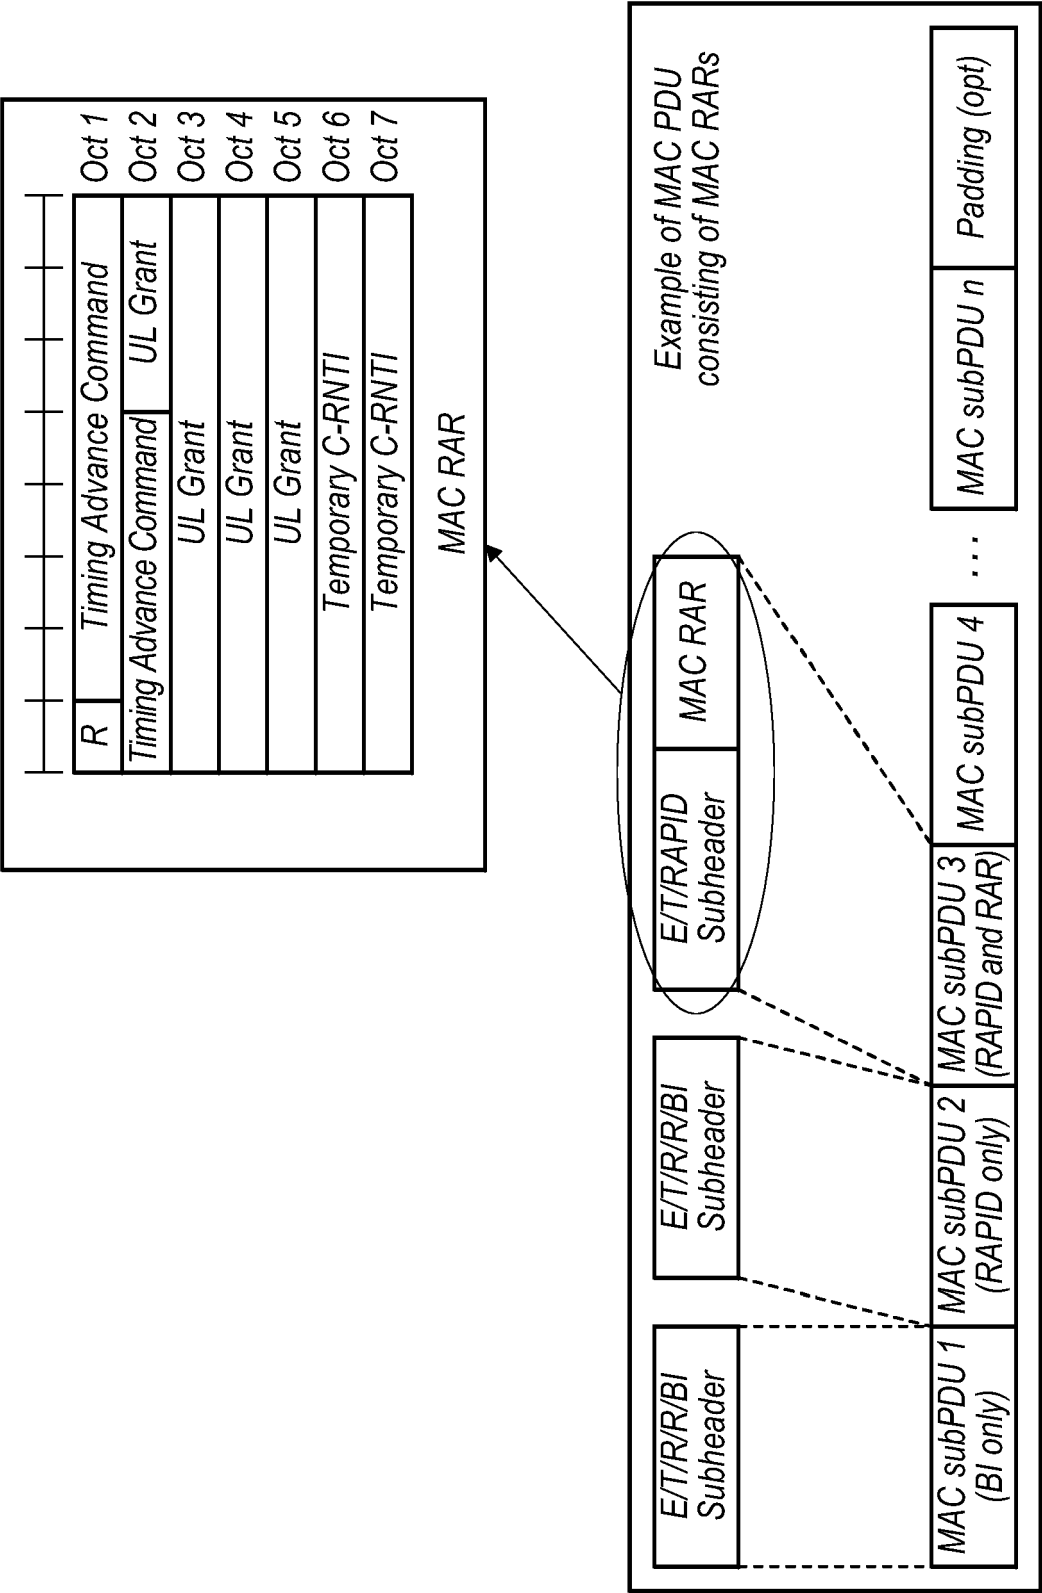 R
Timing Advance Command
Oct 1
Timing Advance Command
UL Grant
Oct 2
UL Grant
Oct 3
UL Grant
Oct 4
UL Grant
Oct 5
Temporary C-RNTI
Oct 6
Temporary C-RNTI
Oct 7
MAC RAR
Example of MAC PDU
consisting of MAC RARs
E/T/R/R/BI
Subheader
E/T/R/R/BI
Subheader
E/T/RAPID
Subheader
MAC RAR
MAC subPDU 1
(BI only)
MAC subPDU 2
(RAPID only)
MAC subPDU 3
(RAPID and RAR)
MAC subPDU 4
. . .
MAC subPDU n
Padding (opt)